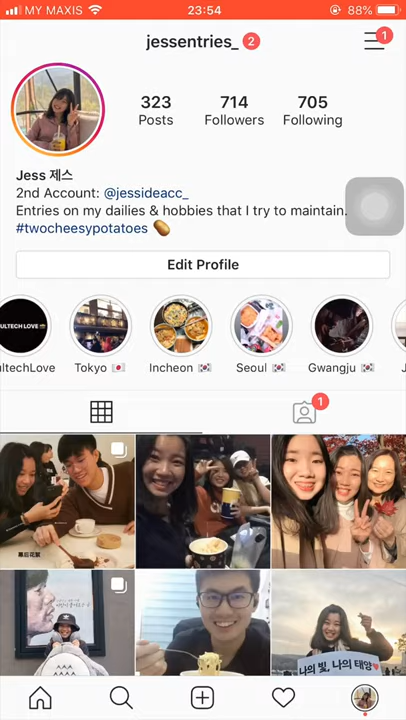 MY MAXIS
23:54
88%
jessentries_ 2
1
323
714
705
Posts
Followers
Following
Jess 제스
2nd Account: @jessideacc_
Entries on my dailies & hobbies that I try to maintain.
#twocheesypotatoes
Edit Profile
ULTECH LOVE
ultechLove
Tokyo
Incheon
Seoul
Gwangju
1
나의 빛, 나의 태양